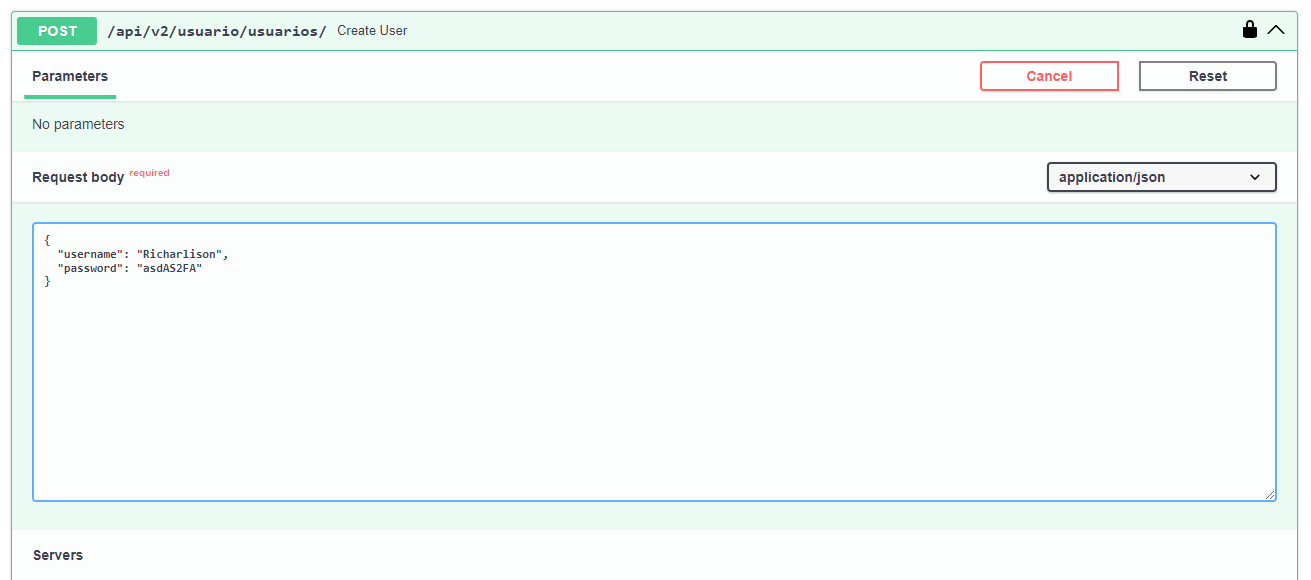 POST /api/v2/usuario/usuarios/ Create User
Parameters Cancel Reset
No parameters
Request body required application/json
{
  "username": "Richarlison",
  "password": "asdAS2FA"
}
Servers